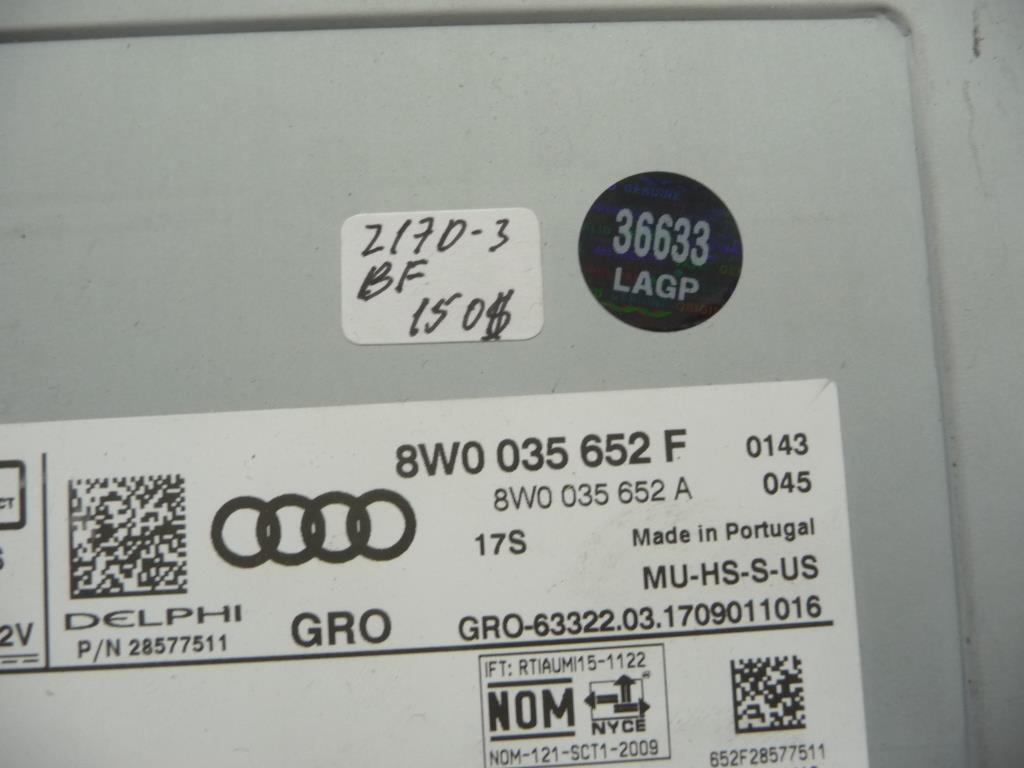 2170-3
BF
150$
GENUINE
36633
LAGP
8W0 035 652 F 0143
8W0 035 652 A 045
17S Made in Portugal
MU-HS-S-US
DELPHI GRO GRO-63322.03.1709011016
P/N 28577511
2V
IFT: RTIAUMI15-1122
NOM NYCE
NOM-121-SCT1-2009
652F28577511